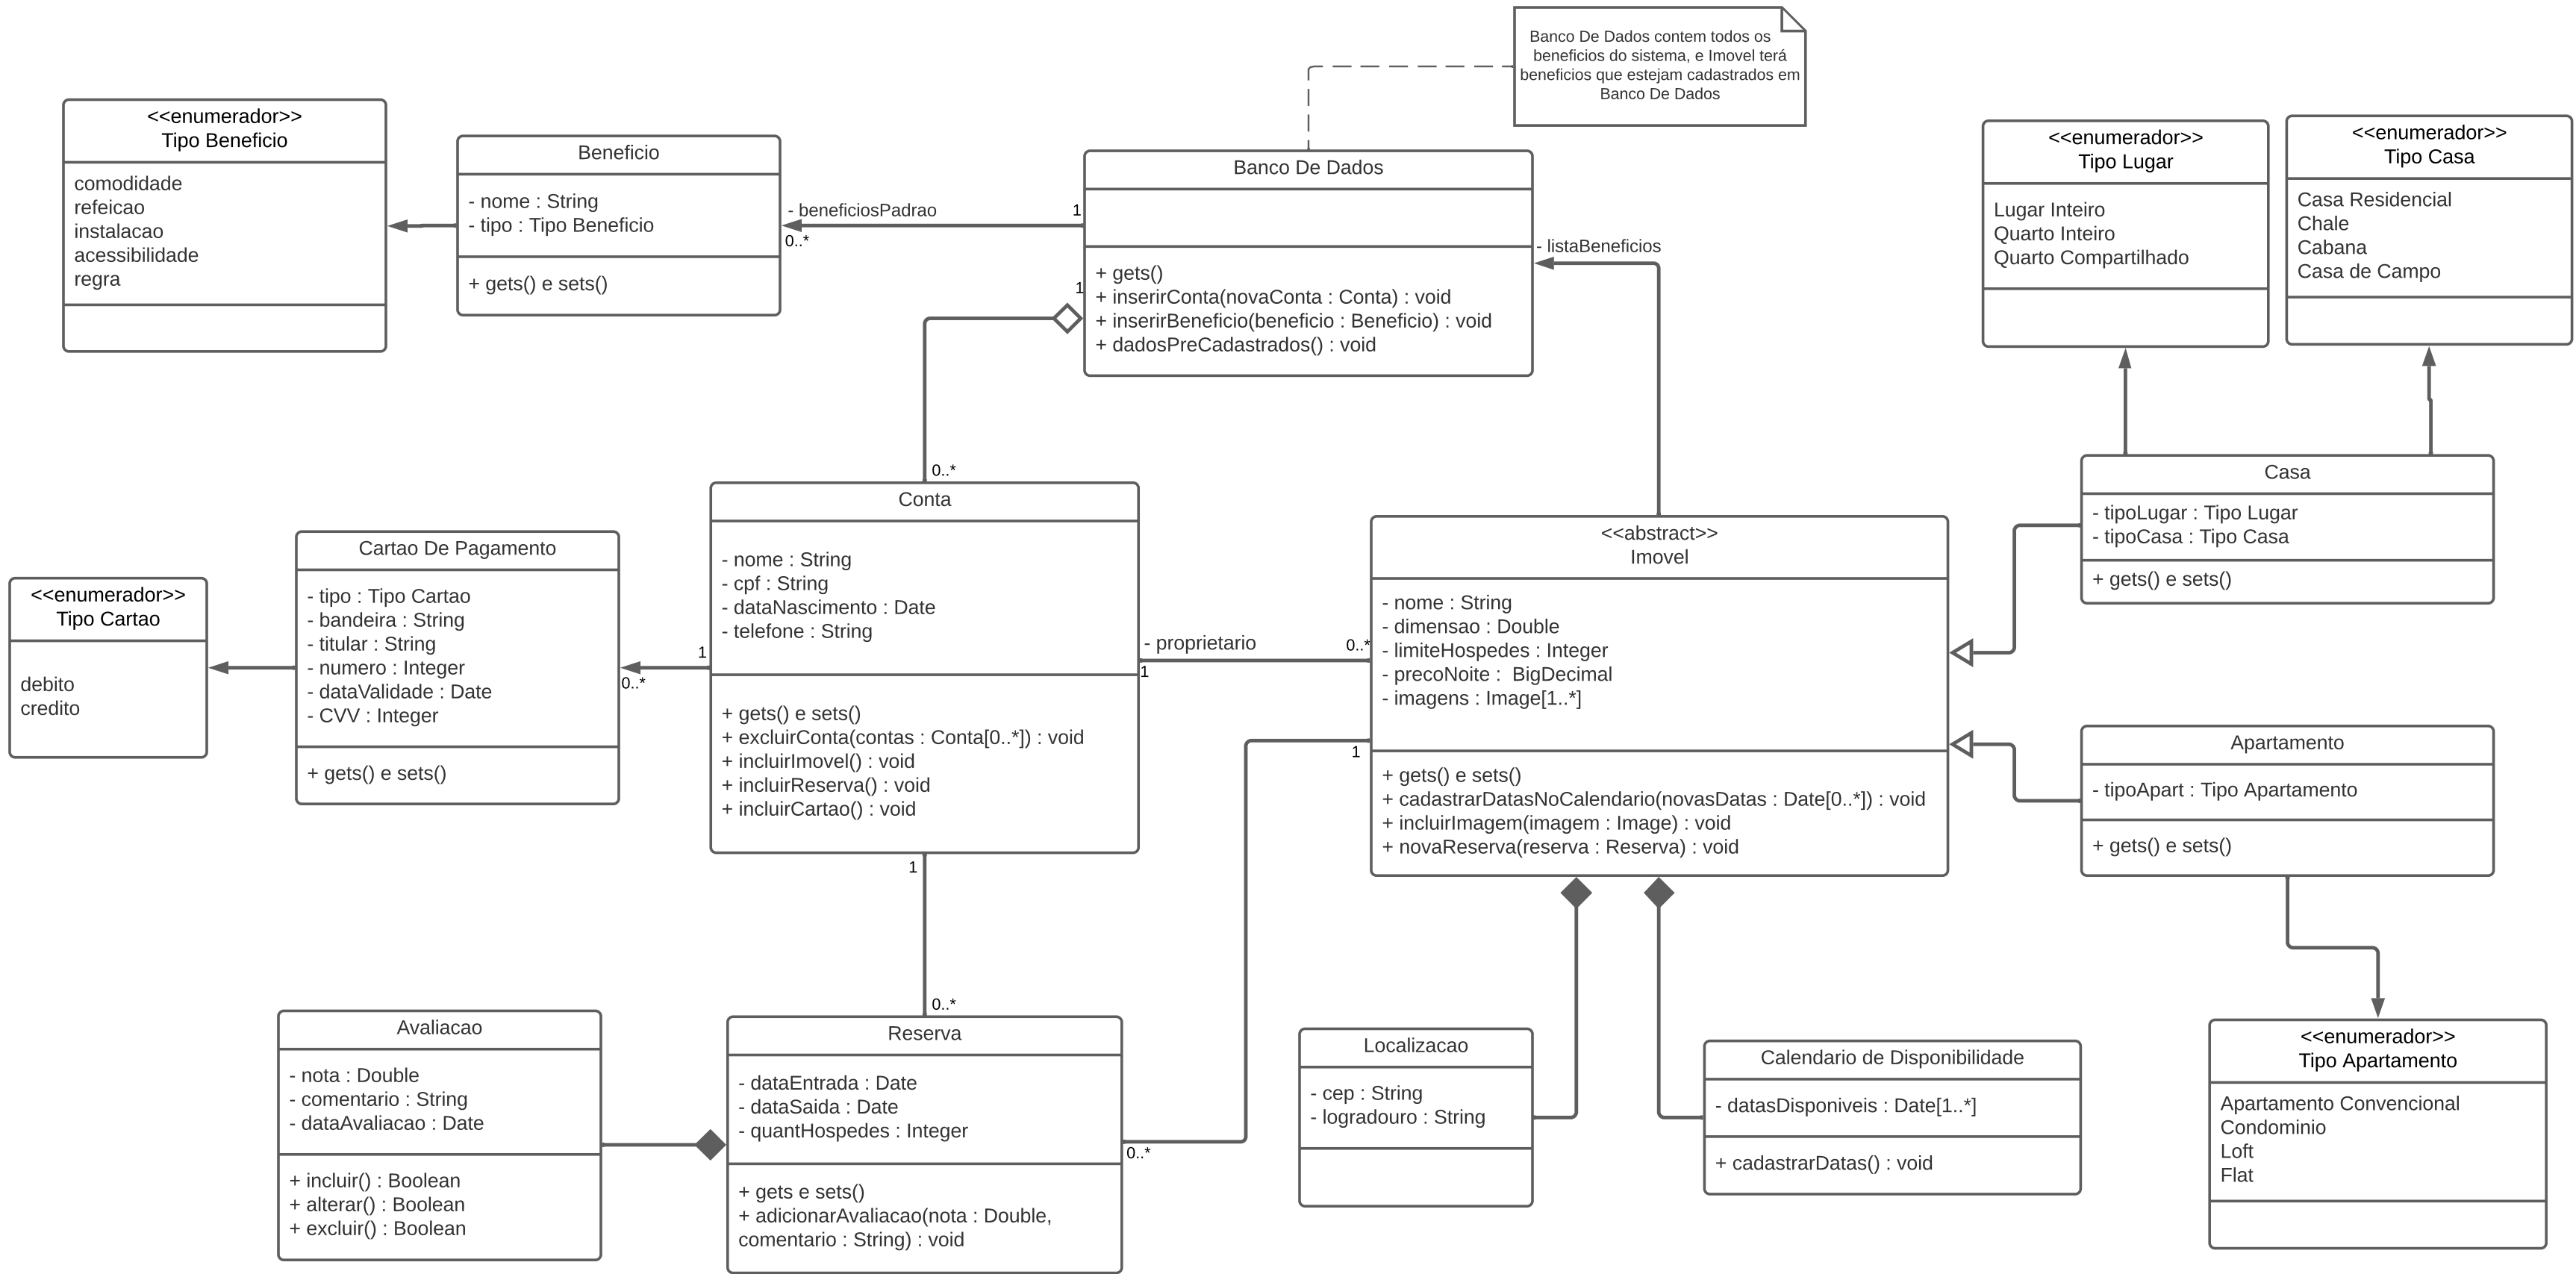 Banco De Dados contem todos os
beneficios do sistema, e Imovel terá
beneficios que estejam cadastrados em
Banco De Dados
<<enumerador>>
Tipo Beneficio
comodidade
refeicao
instalacao
acessibilidade
regra
Beneficio
- nome : String
- tipo : Tipo Beneficio
+ gets() e sets()
- beneficiosPadrao
0..*
1
Banco De Dados
+ gets()
+ inserirConta(novaConta : Conta) : void
+ inserirBeneficio(beneficio : Beneficio) : void
+ dadosPreCadastrados() : void
1
- listaBeneficios
<<enumerador>>
Tipo Lugar
Lugar Inteiro
Quarto Inteiro
Quarto Compartilhado
<<enumerador>>
Tipo Casa
Casa Residencial
Chale
Cabana
Casa de Campo
0..*
<<enumerador>>
Tipo Cartao
debito
credito
Cartao De Pagamento
- tipo : Tipo Cartao
- bandeira : String
- titular : String
- numero : Integer
- dataValidade : Date
- CVV : Integer
+ gets() e sets()
1
0..*
Conta
- nome : String
- cpf : String
- dataNascimento : Date
- telefone : String
+ gets() e sets()
+ excluirConta(contas : Conta[0..*]) : void
+ incluirImovel() : void
+ incluirReserva() : void
+ incluirCartao() : void
- proprietario
1
0..*
<<abstract>>
Imovel
- nome : String
- dimensao : Double
- limiteHospedes : Integer
- precoNoite :  BigDecimal
- imagens : Image[1..*]
+ gets() e sets()
+ cadastrarDatasNoCalendario(novasDatas : Date[0..*]) : void
+ incluirImagem(imagem : Image) : void
+ novaReserva(reserva : Reserva) : void
1
Casa
- tipoLugar : Tipo Lugar
- tipoCasa : Tipo Casa
+ gets() e sets()
Apartamento
- tipoApart : Tipo Apartamento
+ gets() e sets()
1
0..*
Avaliacao
- nota : Double
- comentario : String
- dataAvaliacao : Date
+ incluir() : Boolean
+ alterar() : Boolean
+ excluir() : Boolean
Reserva
- dataEntrada : Date
- dataSaida : Date
- quantHospedes : Integer
+ gets e sets()
+ adicionarAvaliacao(nota : Double,
comentario : String) : void
0..*
Localizacao
- cep : String
- logradouro : String
Calendario de Disponibilidade
- datasDisponiveis : Date[1..*]
+ cadastrarDatas() : void
<<enumerador>>
Tipo Apartamento
Apartamento Convencional
Condominio
Loft
Flat